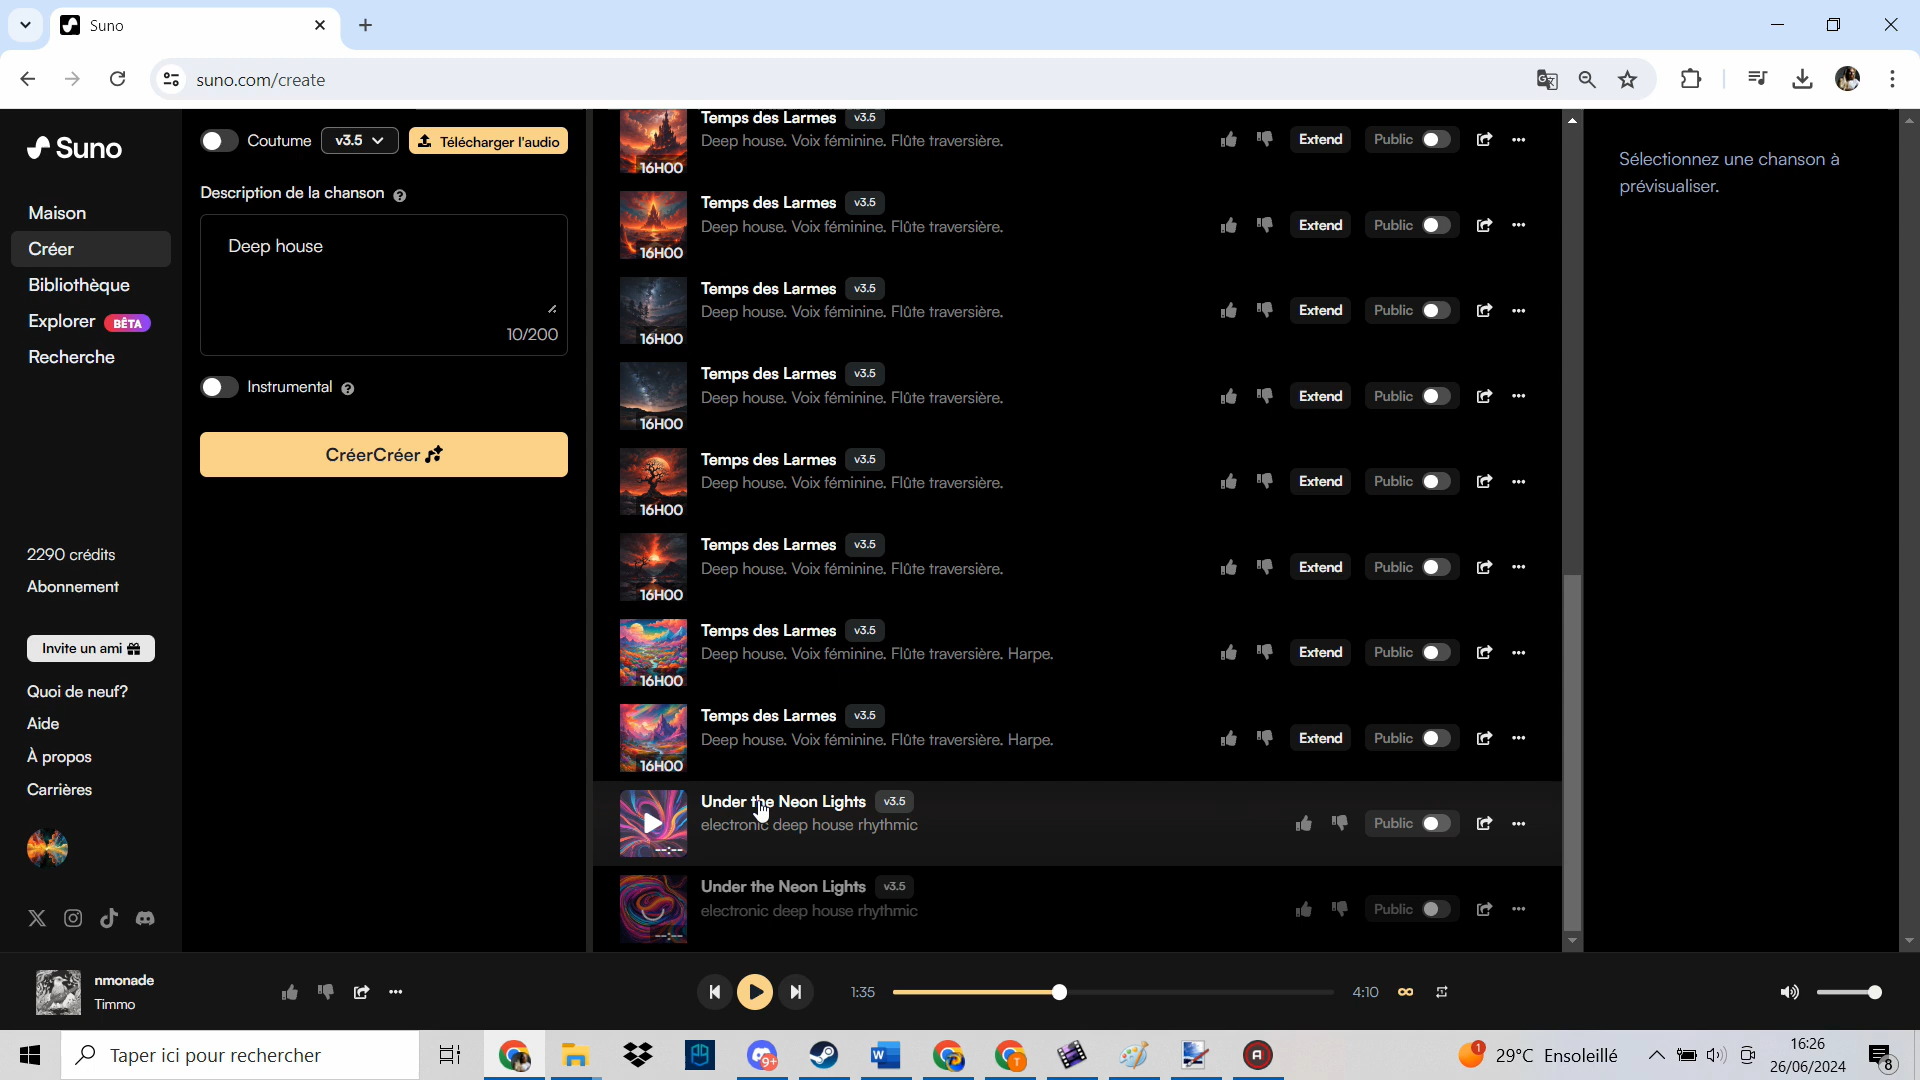 Suno
suno.com/create
Suno
Maison
Créer
Bibliothèque
Explorer BÊTA
Recherche
2290 crédits
Abonnement
Invite un ami
Quoi de neuf?
Aide
À propos
Carrières
Coutume v3.5 Télécharger l'audio
Description de la chanson
Deep house
10/200
Instrumental
CréerCréer
Temps des Larmes v3.5
Deep house. Voix féminine. Flûte traversière.
16H00
Extend Public
Temps des Larmes v3.5
Deep house. Voix féminine. Flûte traversière.
16H00
Extend Public
Temps des Larmes v3.5
Deep house. Voix féminine. Flûte traversière.
16H00
Extend Public
Temps des Larmes v3.5
Deep house. Voix féminine. Flûte traversière.
16H00
Extend Public
Temps des Larmes v3.5
Deep house. Voix féminine. Flûte traversière.
16H00
Extend Public
Temps des Larmes v3.5
Deep house. Voix féminine. Flûte traversière.
16H00
Extend Public
Temps des Larmes v3.5
Deep house. Voix féminine. Flûte traversière. Harpe.
16H00
Extend Public
Temps des Larmes v3.5
Deep house. Voix féminine. Flûte traversière. Harpe.
16H00
Extend Public
Under the Neon Lights v3.5
electronic deep house rhythmic
--:--
Public
Under the Neon Lights v3.5
electronic deep house rhythmic
--:--
Public
Sélectionnez une chanson à
prévisualiser.
nmonade
Timmo
1:35 4:10
Taper ici pour rechercher
9+
1
29°C Ensoleillé
16:26
26/06/2024
8